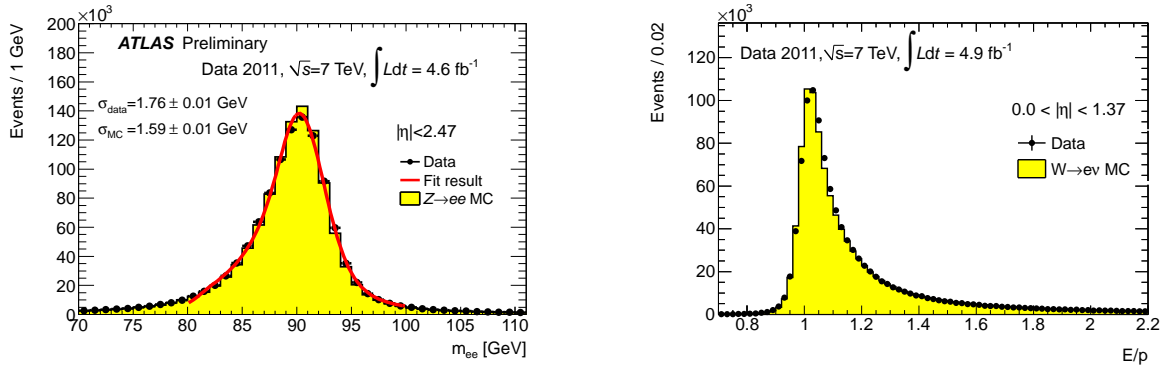 ×10³
200
180
160
140
120
100
80
60
40
20
0
Events / 1 GeV
ATLAS Preliminary
Data 2011, √s=7 TeV, ∫Ldt = 4.6 fb⁻¹
σdata=1.76 ± 0.01 GeV
σMC=1.59 ± 0.01 GeV
|η|<2.47
Data
Fit result
Z→ee MC
70 75 80 85 90 95 100 105 110
mee [GeV]
×10³
120
100
80
60
40
20
0
Events / 0.02
Data 2011, √s=7 TeV, ∫Ldt = 4.9 fb⁻¹
0.0 < |η| < 1.37
Data
W→eν MC
0.8 1 1.2 1.4 1.6 1.8 2 2.2
E/p